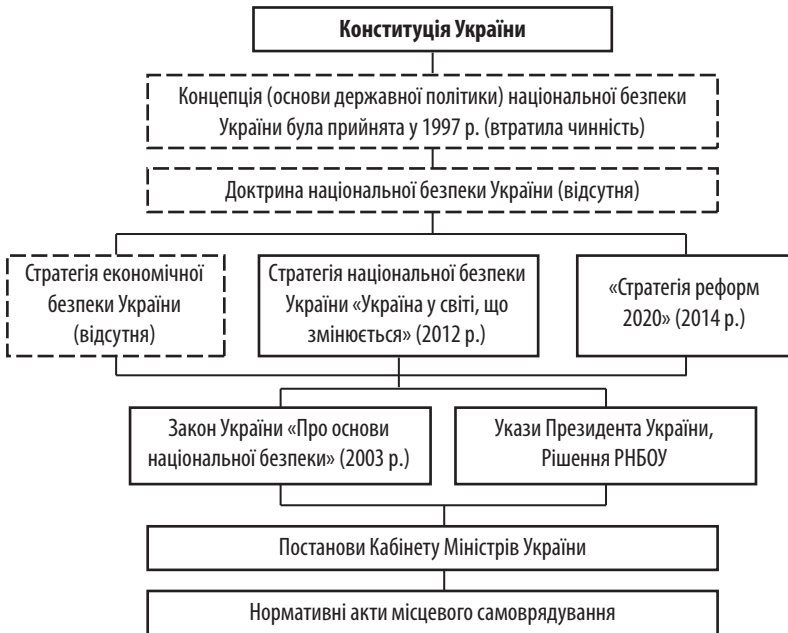 Конституція України
Концепція (основи державної політики) національної безпеки
України була прийнята у 1997 р. (втратила чинність)
Доктрина національної безпеки України (відсутня)
Стратегія економічної
безпеки України
(відсутня)
Стратегія національної безпеки
України «Україна у світі, що
змінюється» (2012 р.)
«Стратегія реформ
2020» (2014 р.)
Закон України «Про основи
національної безпеки» (2003 р.)
Укази Президента України,
Рішення РНБОУ
Постанови Кабінету Міністрів України
Нормативні акти місцевого самоврядування